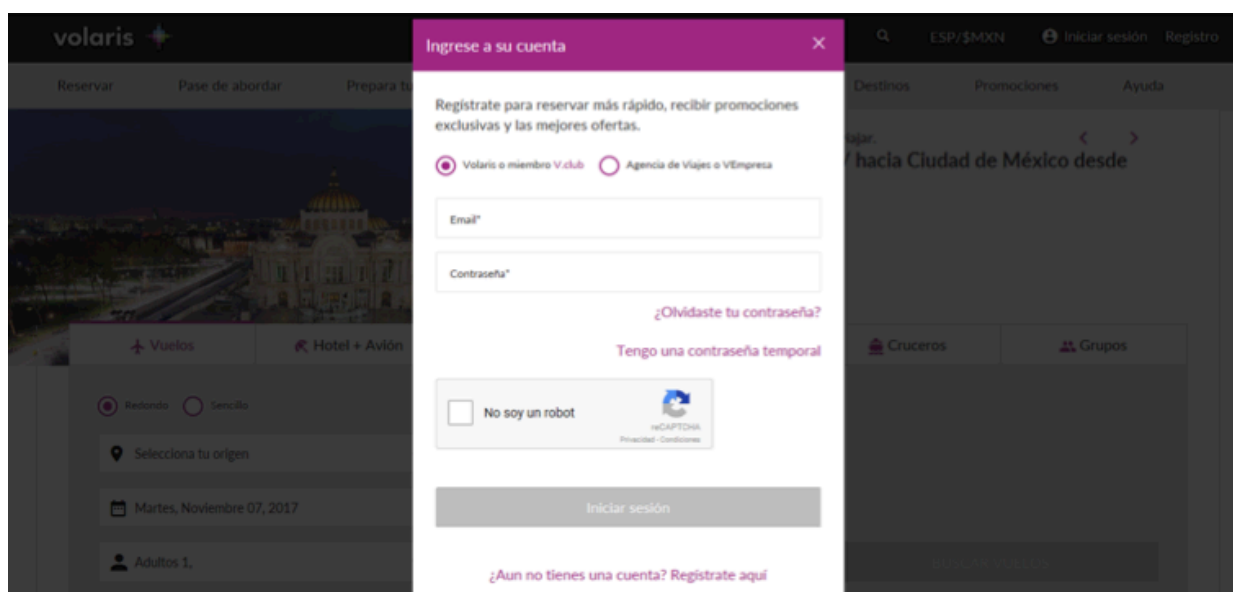 volaris
ESP/$MXN
Iniciar sesión
Registro
Reservar
Pase de abordar
Prepara tu
Destinos
Promociones
Ayuda
Ingrese a su cuenta
Regístrate para reservar más rápido, recibir promociones
exclusivas y las mejores ofertas.
Volaris o miembro V.club
Agencia de Viajes o VEmpresa
Email*
Contraseña*
¿Olvidaste tu contraseña?
Tengo una contraseña temporal
No soy un robot
reCAPTCHA
Privacidad - Condiciones
Iniciar sesión
¿Aun no tienes una cuenta? Regístrate aquí
hacia Ciudad de México desde
Vuelos
Hotel + Avión
Cruceros
Grupos
Redondo
Sencillo
Selecciona tu origen
Martes, Noviembre 07, 2017
Adultos 1,
BUSCAR VUELOS